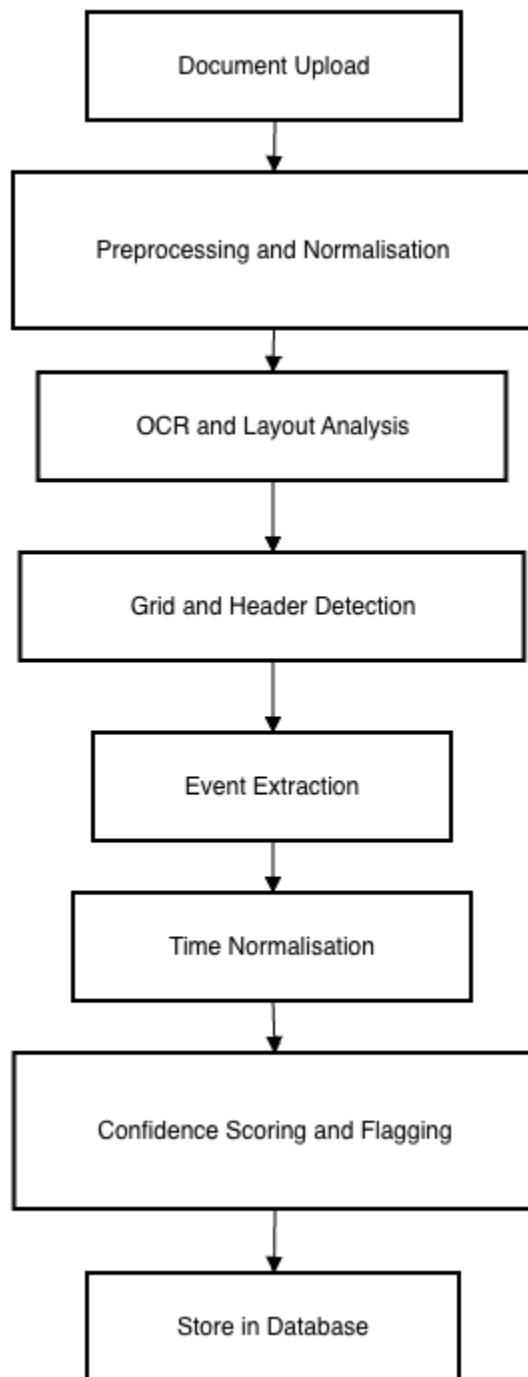 Document Upload
Preprocessing and Normalisation
OCR and Layout Analysis
Grid and Header Detection
Event Extraction
Time Normalisation
Confidence Scoring and Flagging
Store in Database